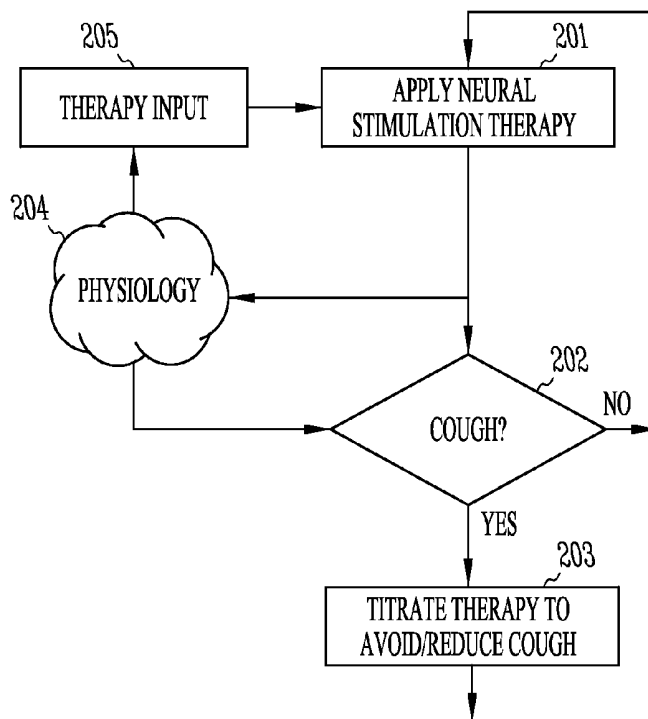 205
THERAPY INPUT
201
APPLY NEURAL
STIMULATION THERAPY
204
PHYSIOLOGY
202
COUGH?
NO
YES
203
TITRATE THERAPY TO
AVOID/REDUCE COUGH